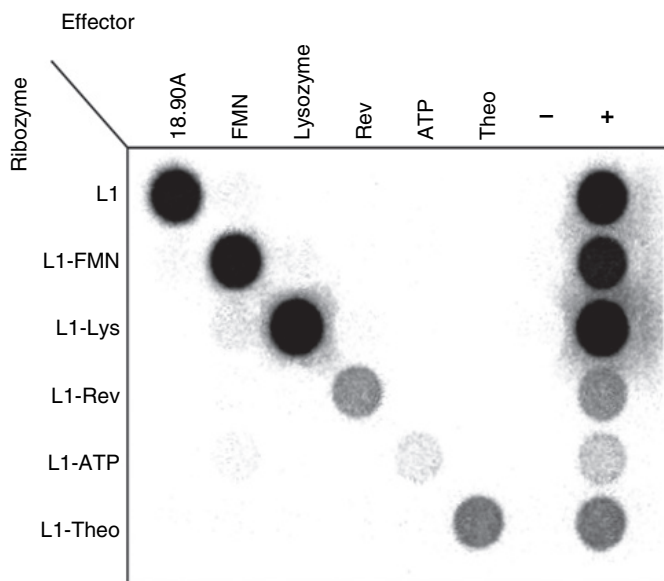 Effector
Ribozyme
18.90A
FMN
Lysozyme
Rev
ATP
Theo
–
+
L1
L1-FMN
L1-Lys
L1-Rev
L1-ATP
L1-Theo